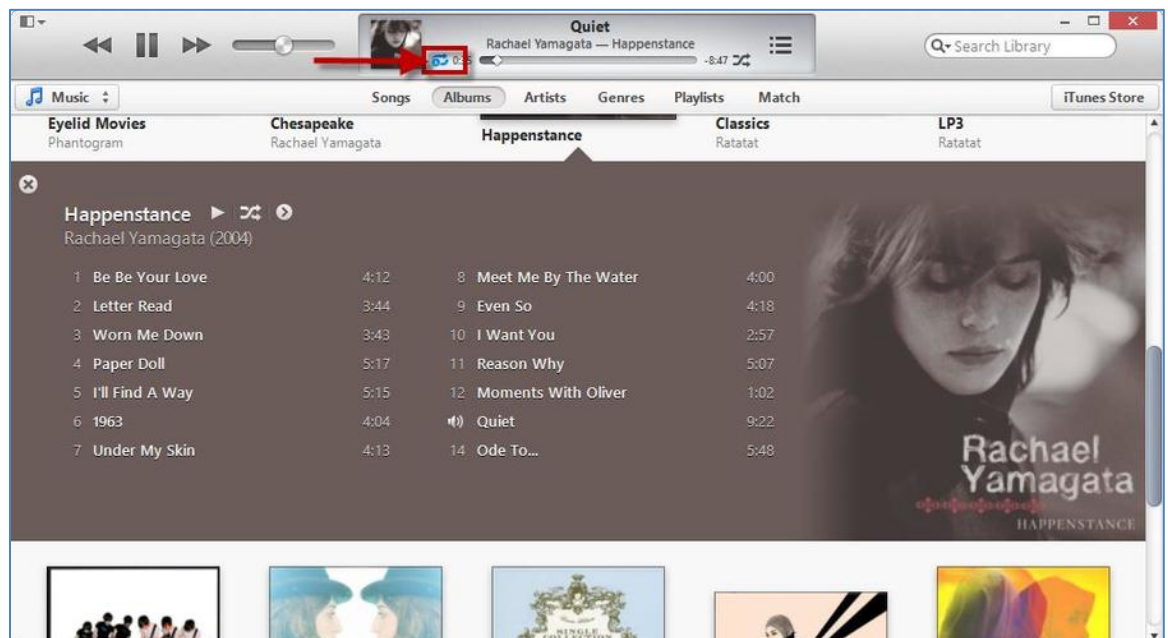 Quiet
Rachael Yamagata — Happenstance
-8:47
Search Library
Music
Songs Albums Artists Genres Playlists Match
iTunes Store
Eyelid Movies
Phantogram
Chesapeake
Rachael Yamagata
Happenstance
Classics
Ratatat
LP3
Ratatat
Happenstance
Rachael Yamagata (2004)
1 Be Be Your Love 4:12
2 Letter Read 3:44
3 Worn Me Down 3:43
4 Paper Doll 5:17
5 I'll Find A Way 5:15
6 1963 4:04
7 Under My Skin 4:13
8 Meet Me By The Water 4:00
9 Even So 4:18
10 I Want You 2:57
11 Reason Why 5:07
12 Moments With Oliver 1:02
Quiet 9:22
14 Ode To... 5:48
Rachael
Yamagata
HAPPENSTANCE
SINGLE
COLLECTION